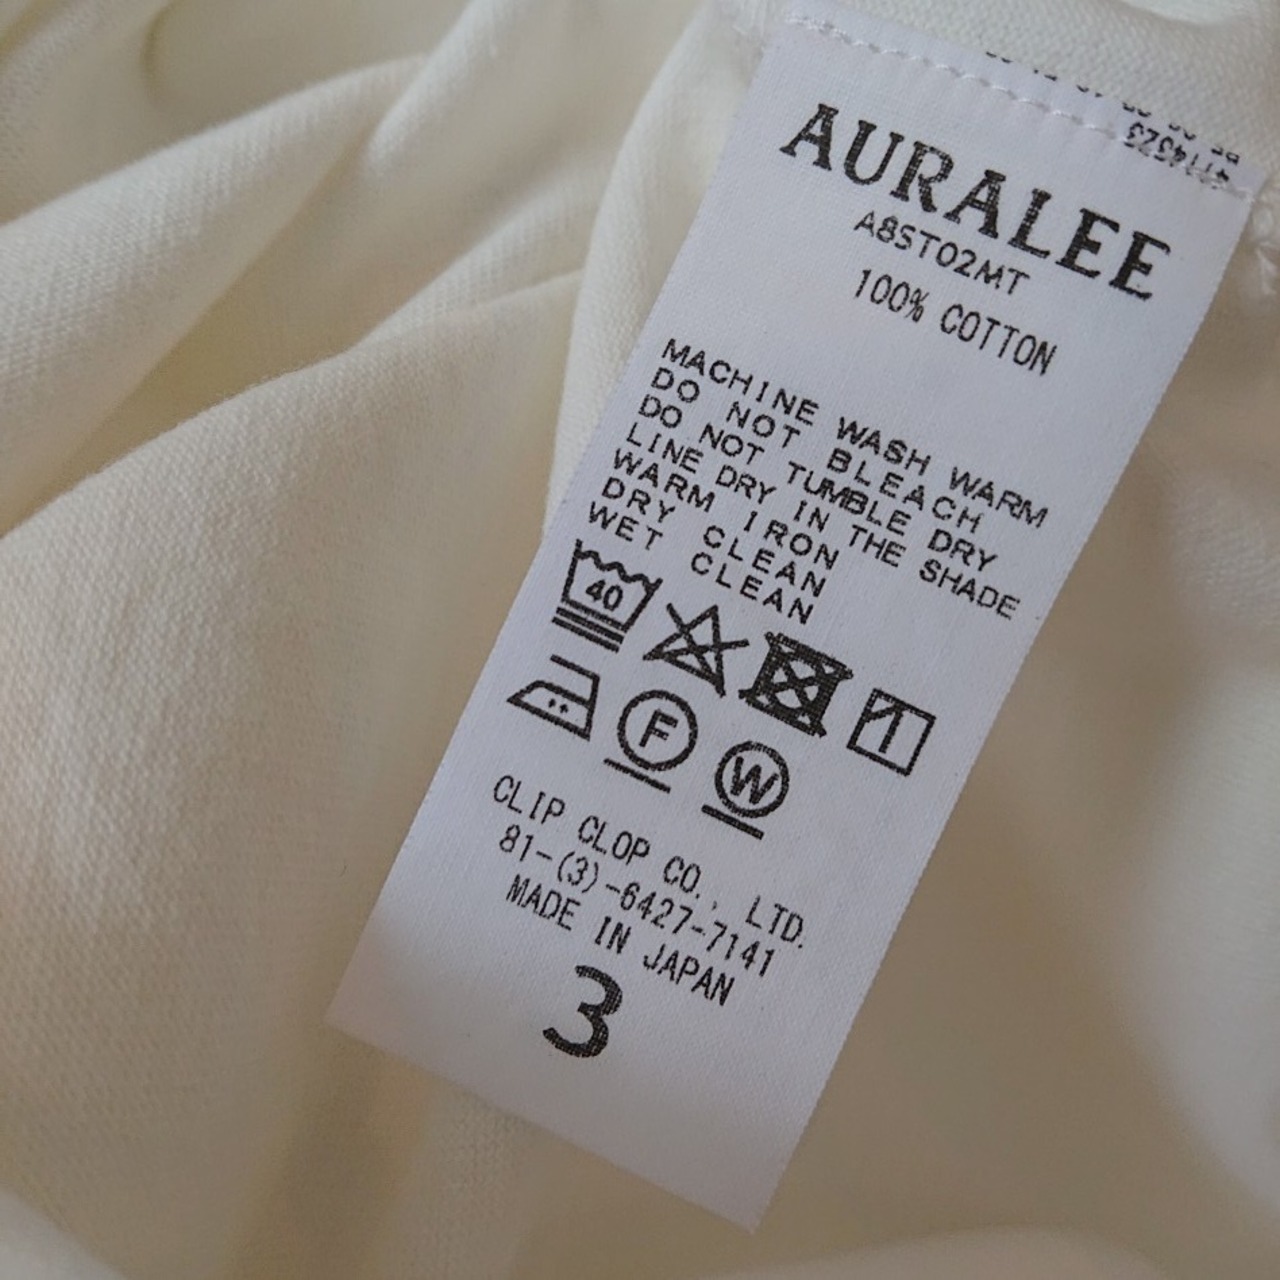 AURALEE
A8ST02MT
100% COTTON
MACHINE WASH WARM
DO NOT BLEACH
DO NOT TUMBLE DRY
LINE DRY IN THE SHADE
WARM IRON
DRY CLEAN
WET CLEAN
40
F
W
CLIP CLOP CO., LTD.
81-(3)-6427-7141
MADE IN JAPAN
3